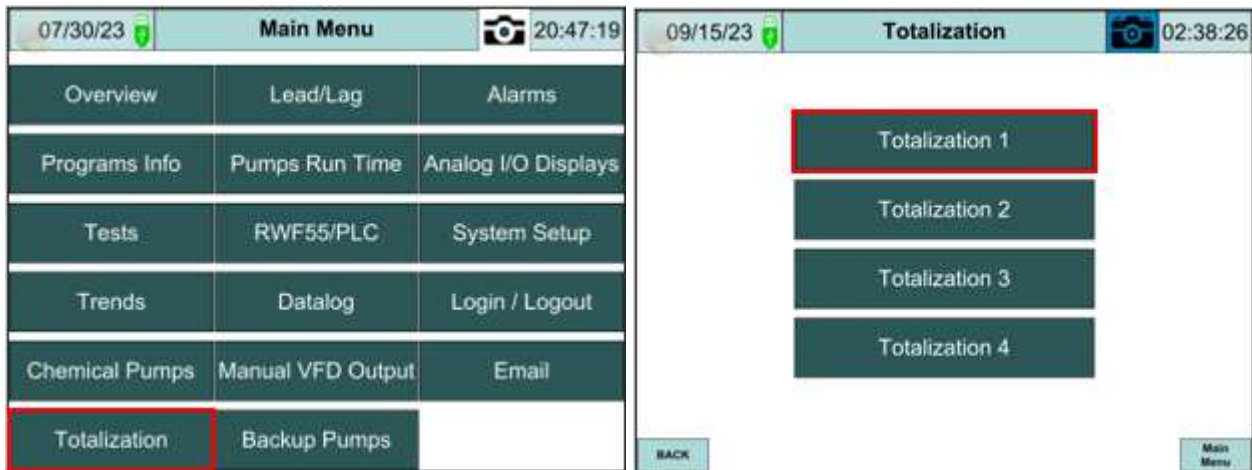 07/30/23 Main Menu 20:47:19
Overview Lead/Lag Alarms
Programs Info Pumps Run Time Analog I/O Displays
Tests RWF55/PLC System Setup
Trends Datalog Login / Logout
Chemical Pumps Manual VFD Output Email
Totalization Backup Pumps
09/15/23 Totalization 02:38:26
Totalization 1
Totalization 2
Totalization 3
Totalization 4
BACK
Main
Menu